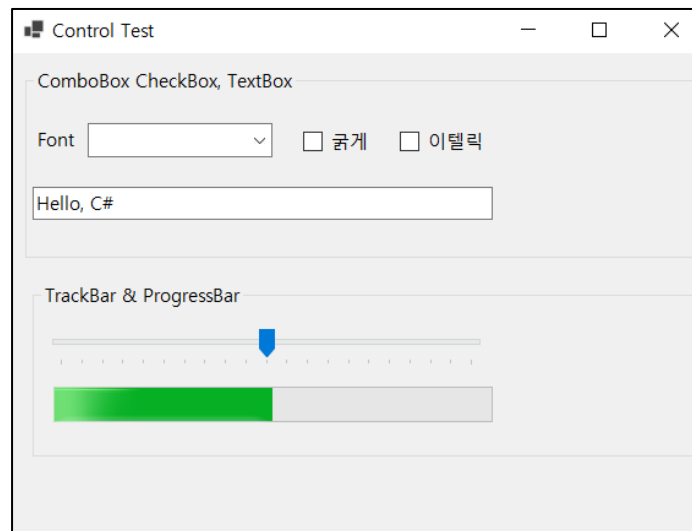 Control Test
ComboBox CheckBox, TextBox
Font 굵게 이텔릭
Hello, C#
TrackBar & ProgressBar